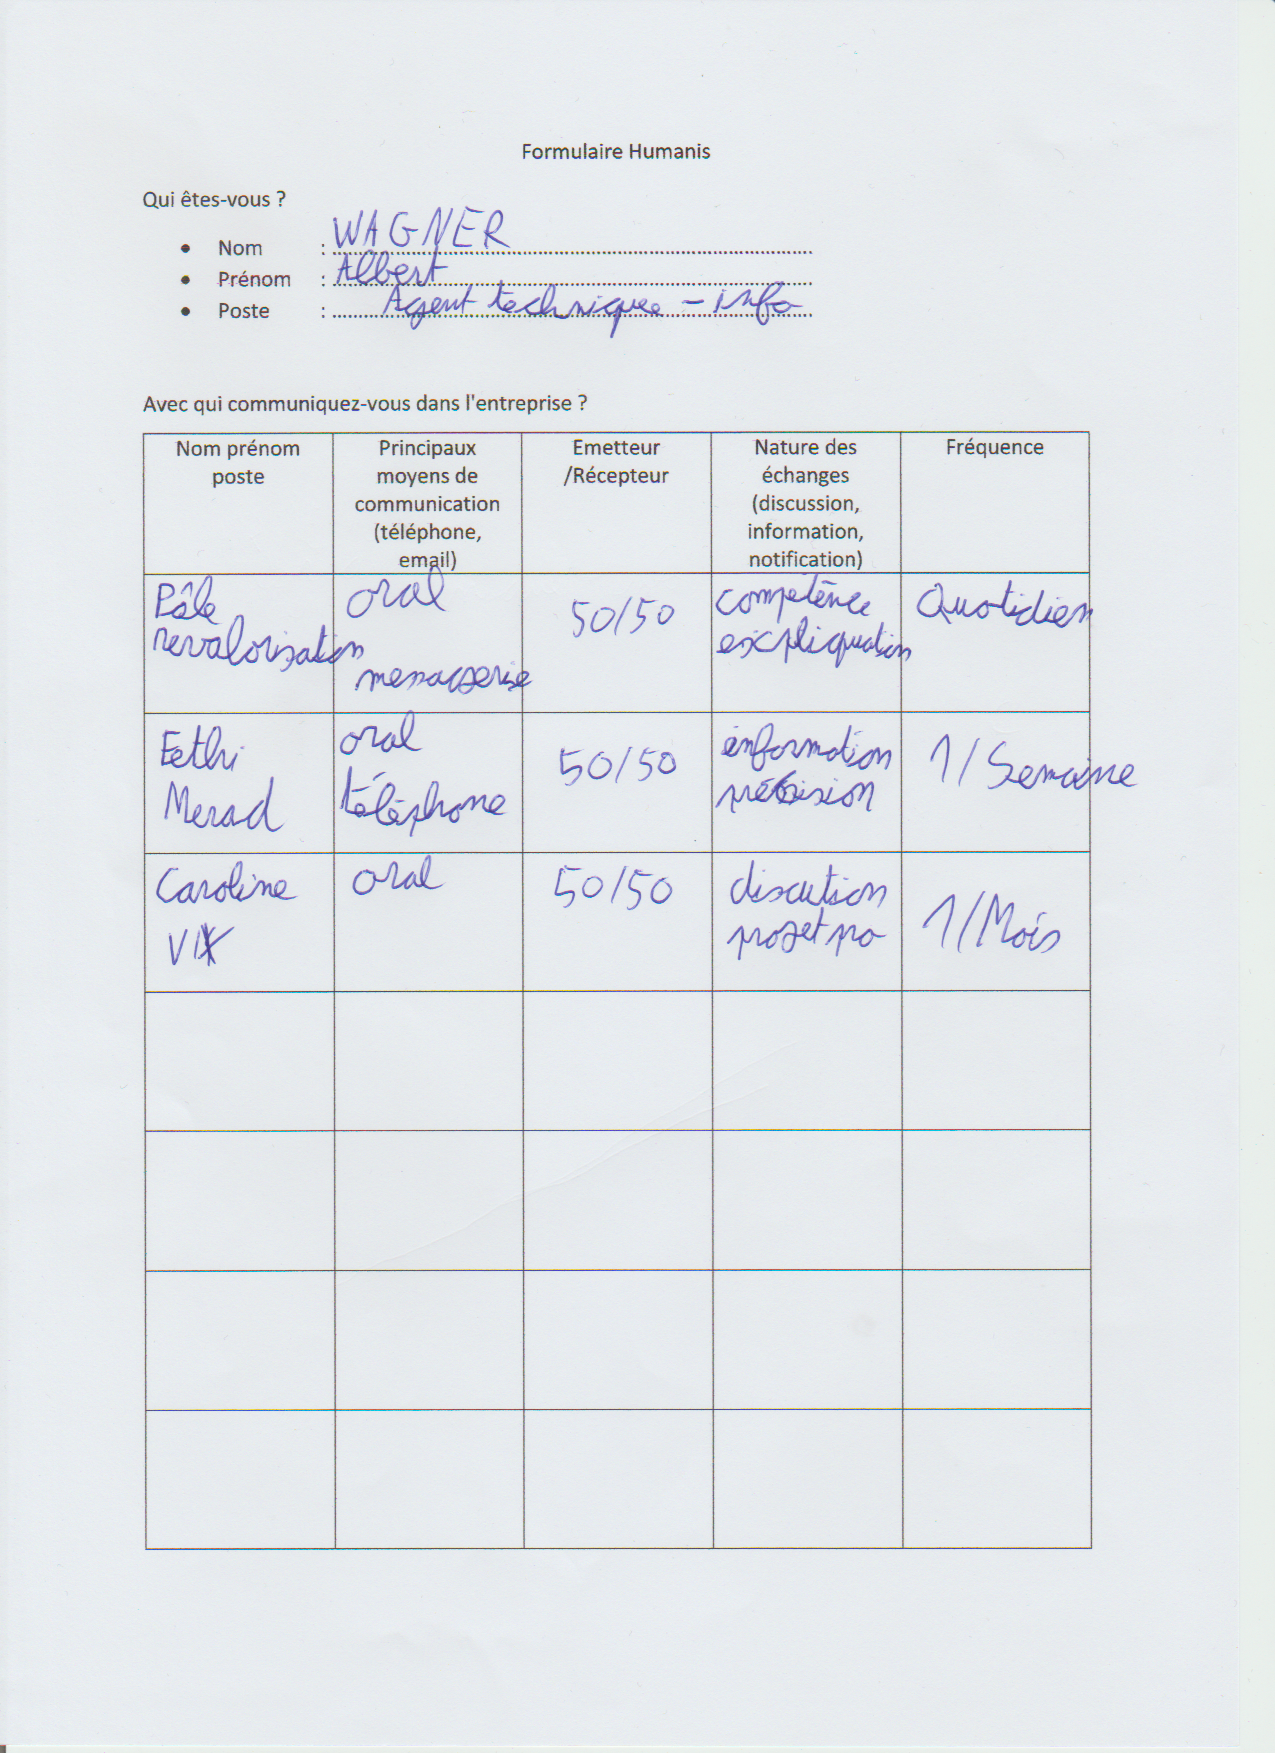 Formulaire Humanis
Qui êtes-vous ?
• Nom : WAGNER
• Prénom : Albert
• Poste : Agent technique - info
Avec qui communiquez-vous dans l'entreprise ?
Nom prénom
poste
Principaux
moyens de
communication
(téléphone,
email)
Emetteur
/Récepteur
Nature des
échanges
(discussion,
information,
notification)
Fréquence
Pôle
revalorisation
oral
messagerie
50/50
compétence
expliquation
Quotidien
Fethi
Merad
oral
téléphone
50/50
information
précision
1/Semaine
Caroline
VIX
oral
50/50
discution
projet pro
1/Mois